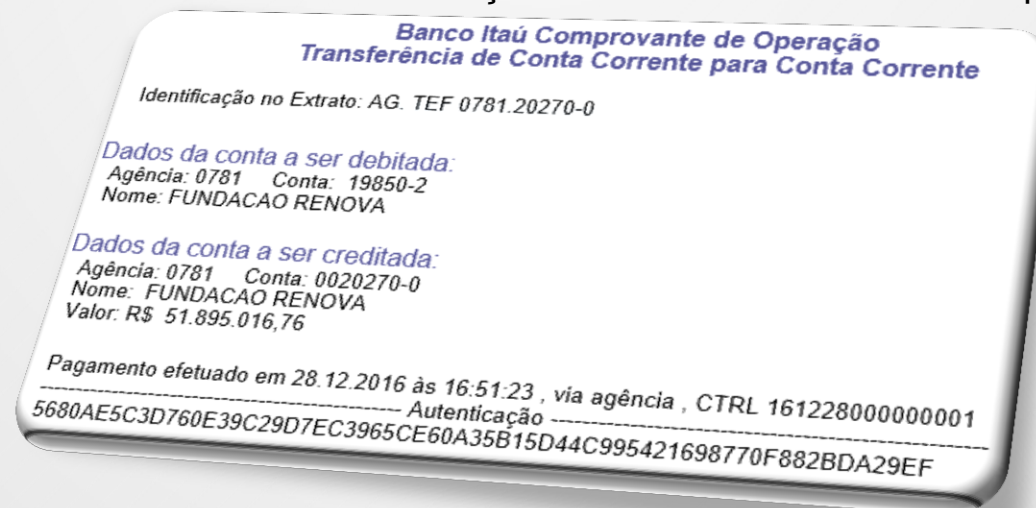 Banco Itaú Comprovante de Operação
Transferência de Conta Corrente para Conta Corrente
Identificação no Extrato: AG. TEF 0781.20270-0
Dados da conta a ser debitada:
Agência: 0781 Conta: 19850-2
Nome: FUNDACAO RENOVA
Dados da conta a ser creditada:
Agência: 0781 Conta: 0020270-0
Nome: FUNDACAO RENOVA
Valor: R$ 51.895.016,76
Pagamento efetuado em 28.12.2016 às 16:51:23 , via agência , CTRL 161228000000001
---------------------------------------- Autenticação ----------------------------------------
5680AE5C3D760E39C29D7EC3965CE60A35B15D44C995421698770F882BDA29EF